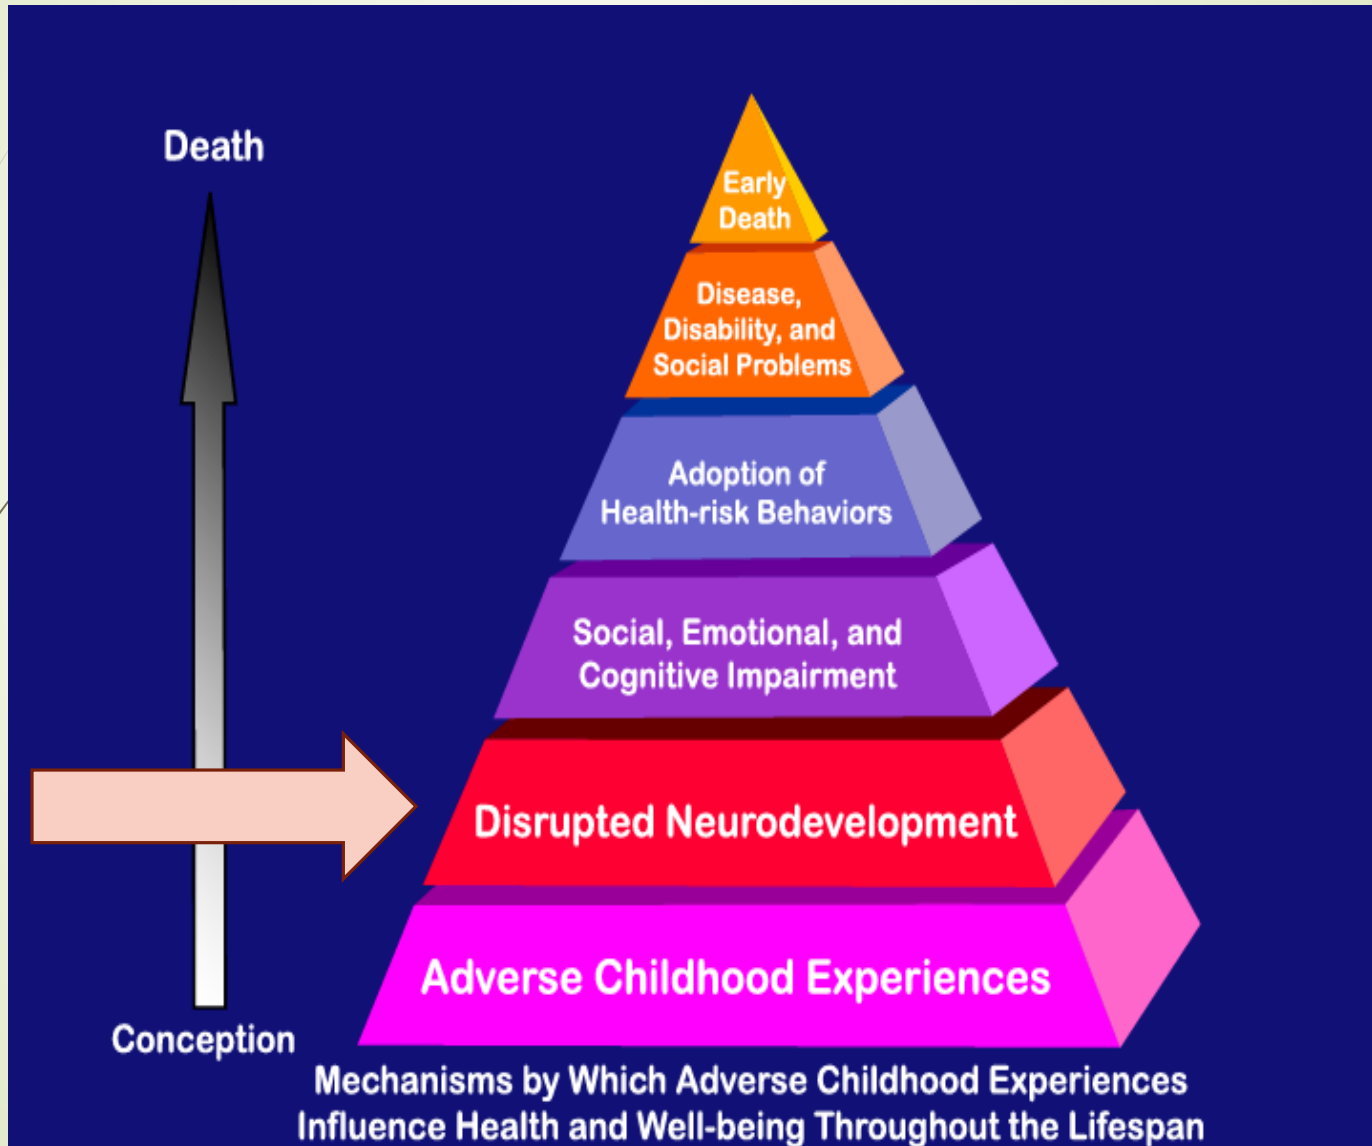 Death
Early
Death
Disease,
Disability, and
Social Problems
Adoption of
Health-risk Behaviors
Social, Emotional, and
Cognitive Impairment
Disrupted Neurodevelopment
Adverse Childhood Experiences
Conception
Mechanisms by Which Adverse Childhood Experiences
Influence Health and Well-being Throughout the Lifespan